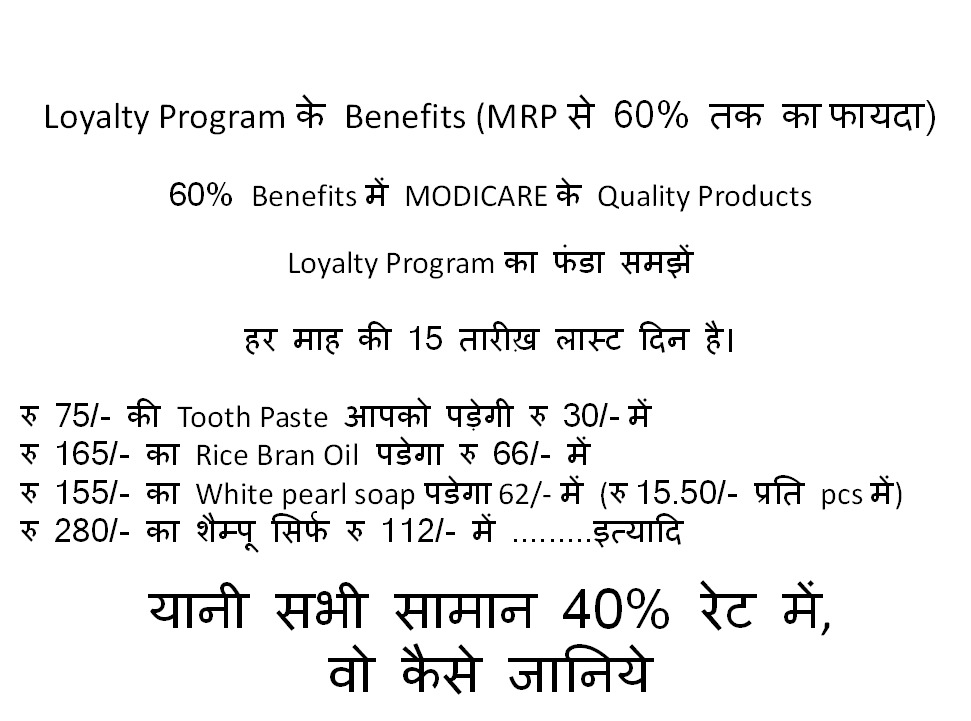 Loyalty Program के Benefits (MRP से 60% तक का फायदा)
60% Benefits में MODICARE के Quality Products
Loyalty Program का फंडा समझें
हर माह की 15 तारीख़ लास्ट दिन है।
रु 75/- की Tooth Paste आपको पड़ेगी रु 30/- में
रु 165/- का Rice Bran Oil पडेगा रु 66/- में
रु 155/- का White pearl soap पडेगा 62/- में (रु 15.50/- प्रति pcs में)
रु 280/- का शैम्पू सिर्फ रु 112/- में .........इत्यादि
यानी सभी सामान 40% रेट में,
वो कैसे जानिये